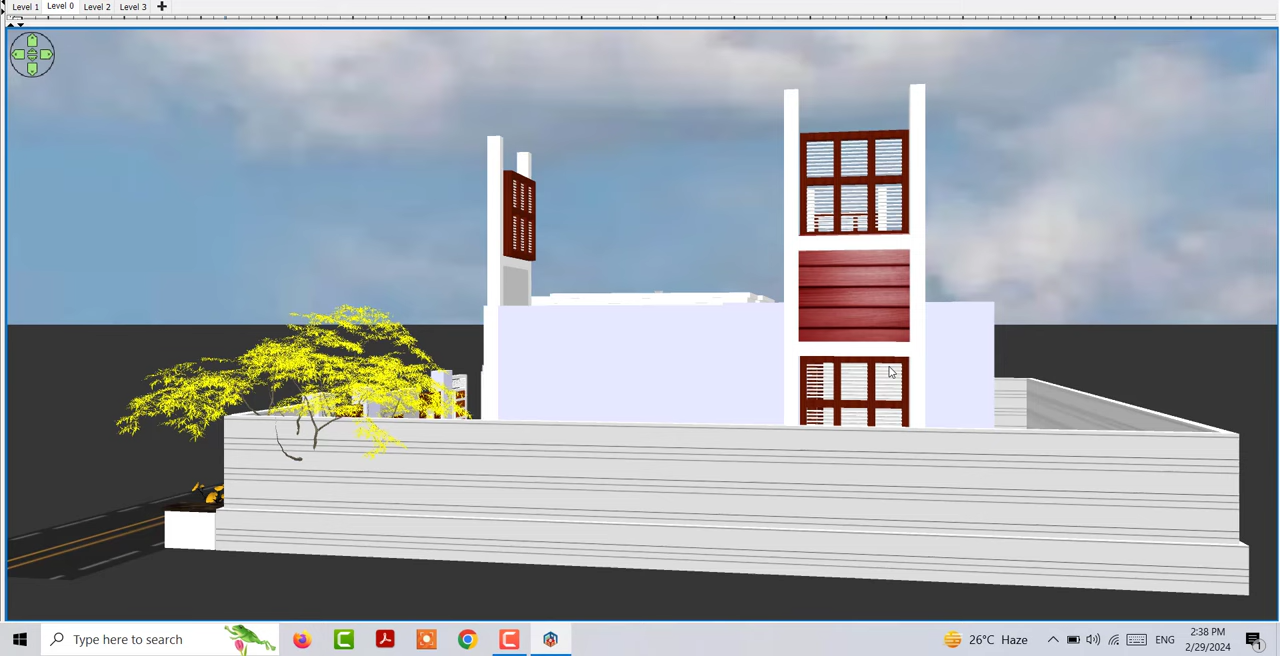 Level 1 Level 0 Level 2 Level 3
Type here to search
26°C Haze
ENG
2:38 PM
2/29/2024
1